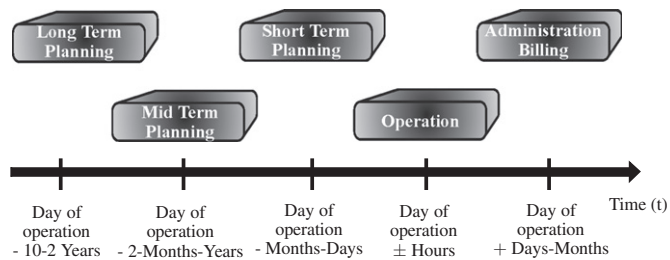 Long Term
Planning
Short Term
Planning
Administration
Billing
Mid Term
Planning
Operation
Time (t)
Day of
operation
- 10-2 Years
Day of
operation
- 2-Months-Years
Day of
operation
- Months-Days
Day of
operation
± Hours
Day of
operation
+ Days-Months